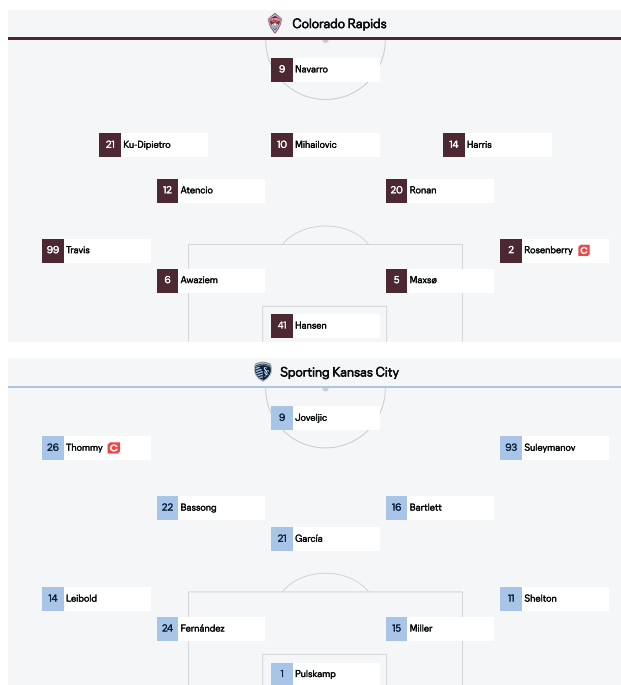 Colorado Rapids
9 Navarro
21 Ku-Dipietro 10 Mihailovic 14 Harris
12 Atencio 20 Ronan
99 Travis 2 Rosenberry C
6 Awaziem 5 Maxsø
41 Hansen
Sporting Kansas City
9 Joveljic
26 Thommy C 93 Suleymanov
22 Bassong 16 Bartlett
21 García
14 Leibold 11 Shelton
24 Fernández 15 Miller
1 Pulskamp